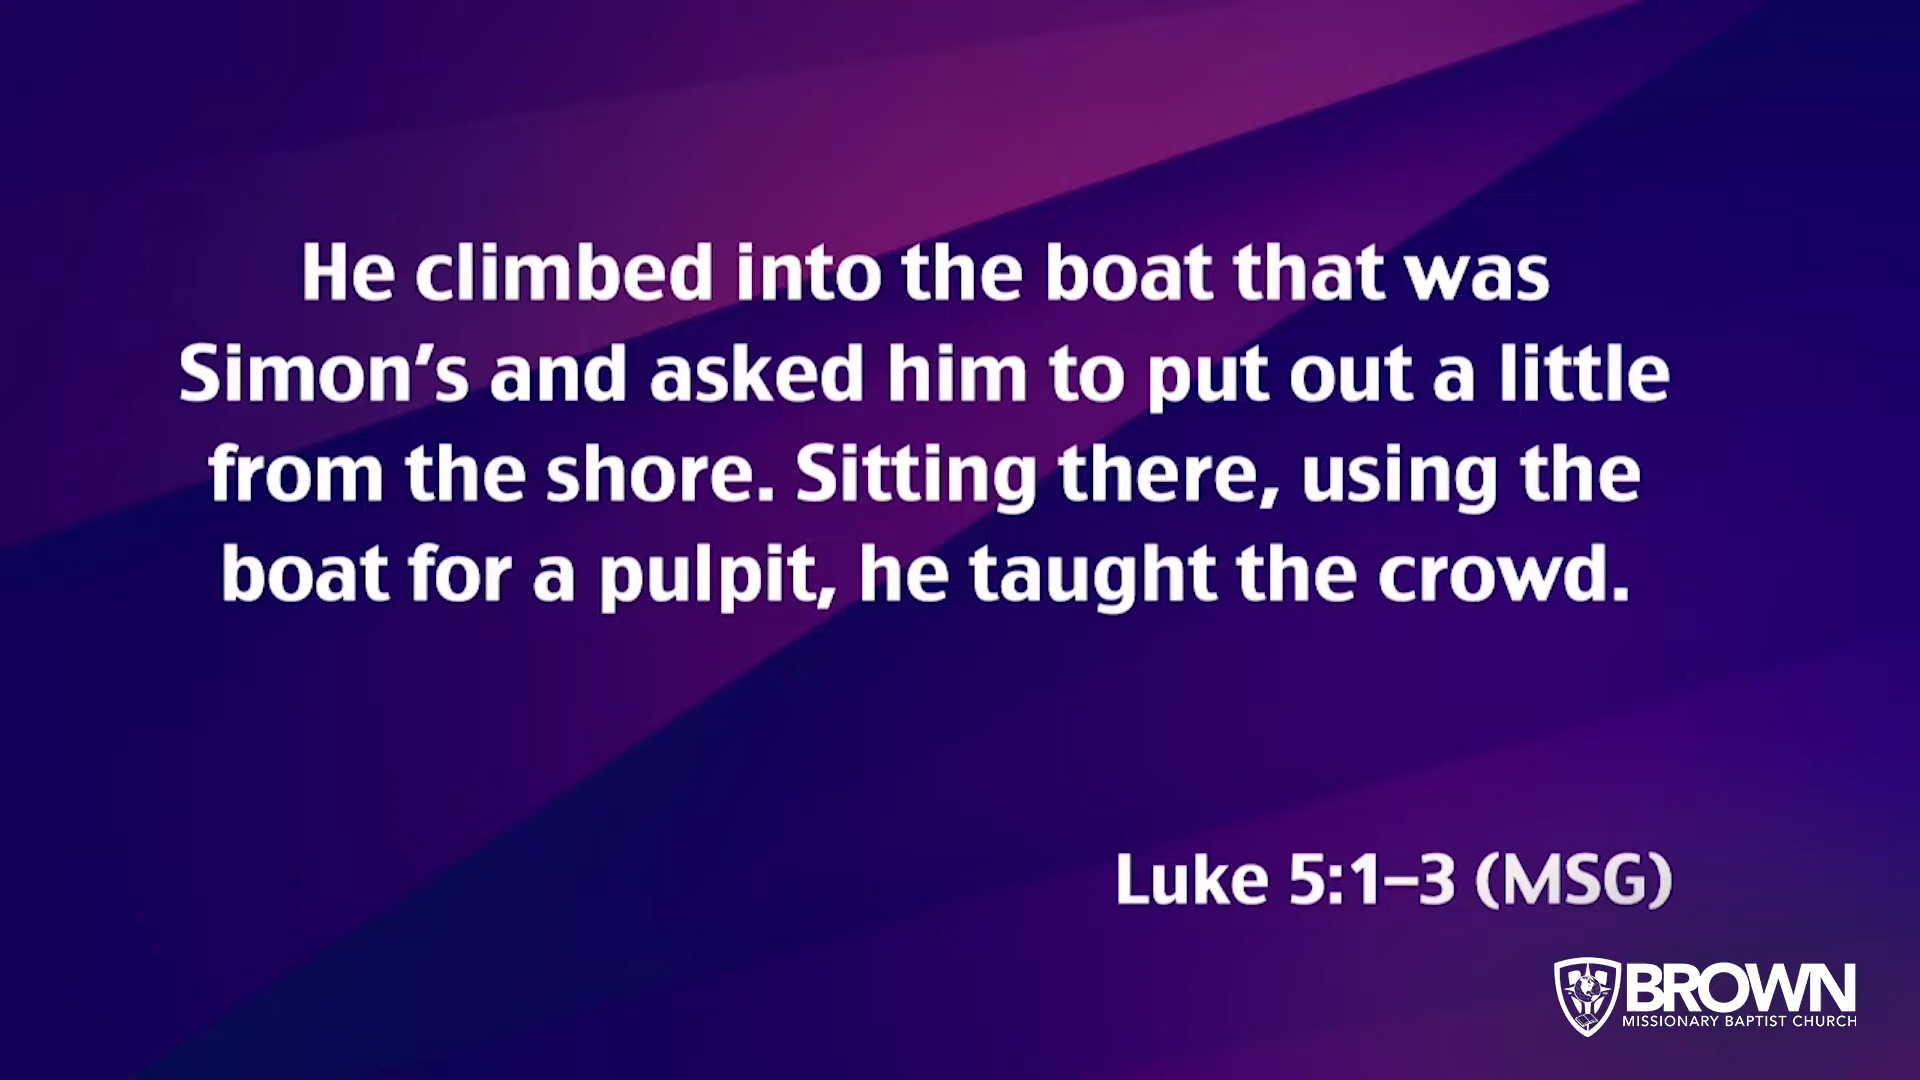 He climbed into the boat that was
Simon’s and asked him to put out a little
from the shore. Sitting there, using the
boat for a pulpit, he taught the crowd.
Luke 5:1–3 (MSG)
BROWN
MISSIONARY BAPTIST CHURCH